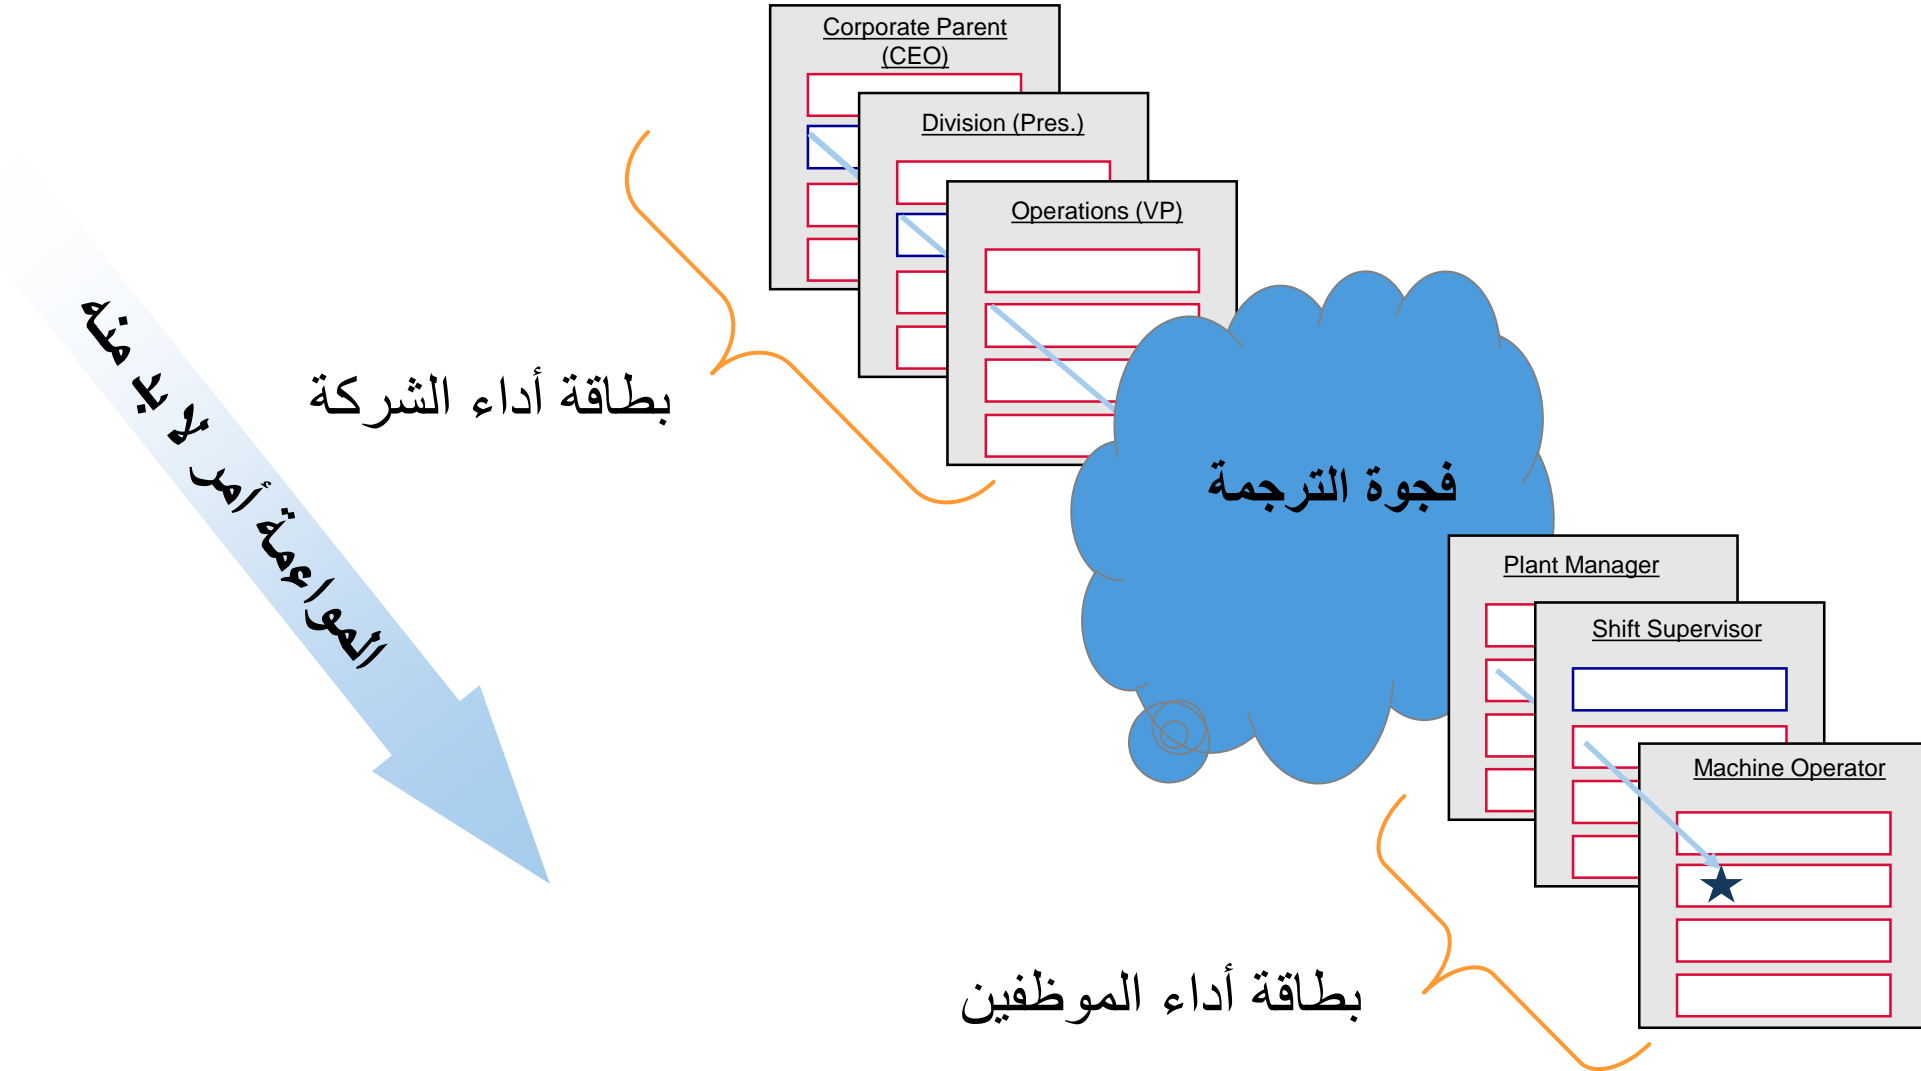 Corporate Parent
(CEO)
Division (Pres.)
Operations (VP)
المواءمة أمر لا بد منه
بطاقة أداء الشركة
فجوة الترجمة
Plant Manager
Shift Supervisor
Machine Operator
بطاقة أداء الموظفين